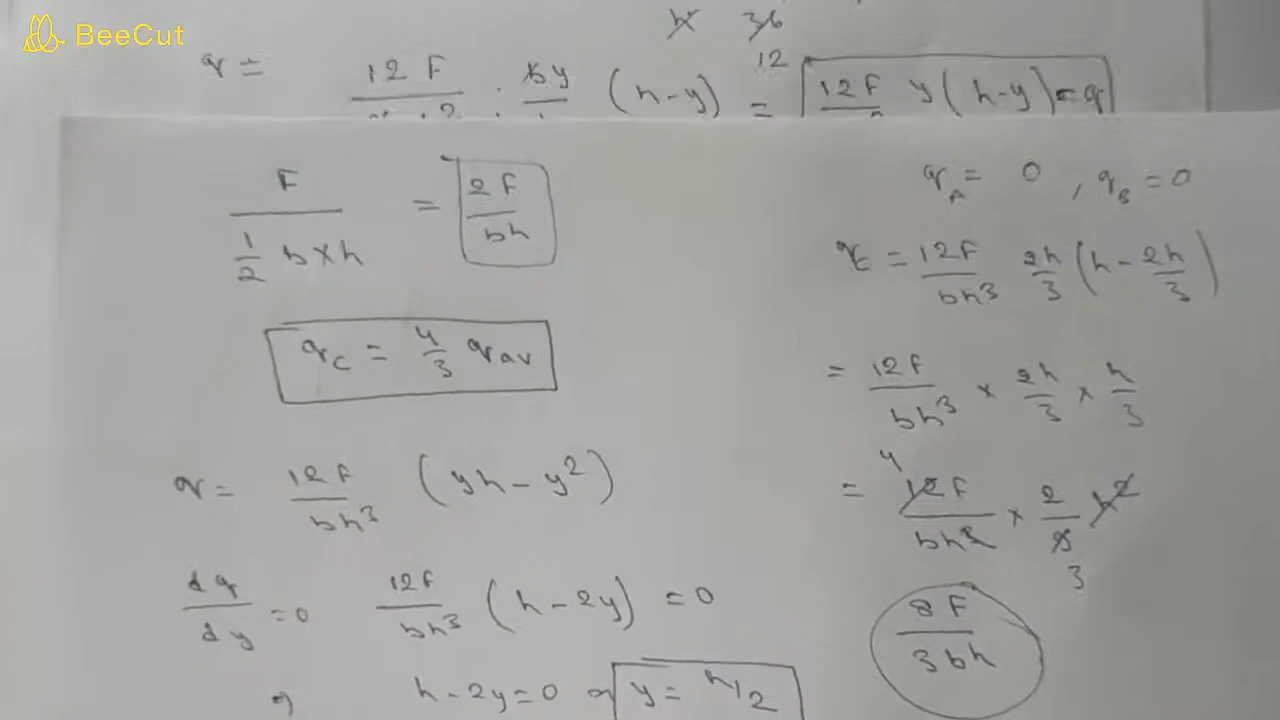 BeeCut
h 36
12
q = 12F / : by / (h-y) = 12F / y(h-y) = q
F / 1/2 b×h = 2F / bh
q_A = 0 , q_B = 0
q_C = 12F / bh³ 2h/3 (h - 2h/3)
q_C = 4/3 q_av
= 12F / bh³ × 2h/3 × h/3
q = 12F / bh³ (yh - y²)
4
= 12F / bh³ × 2/9 h²
3
dq/dy = 0 12F / bh³ (h - 2y) = 0
8F / 3bh
h - 2y = 0 y = h/2